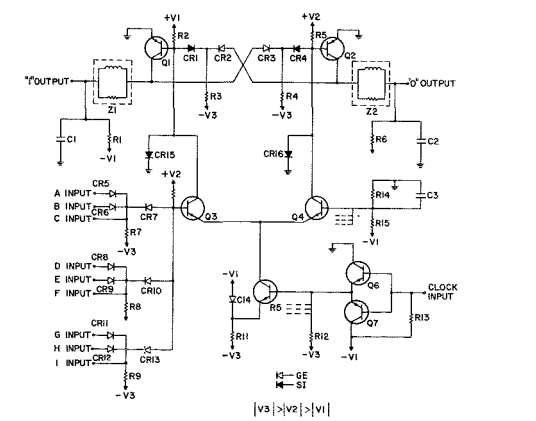 +V1
+V2
R2
R5
Q1
CR1
CR2
CR3
CR4
Q2
"1" OUTPUT
"0" OUTPUT
Z1
R3
R4
Z2
-V3
-V3
C1
R1
-V1
R6
C2
CR15
CR16
+V2
CR5
A INPUT
B INPUT
C INPUT
CR6
CR7
R7
-V3
Q3
Q4
R14
C3
R15
-V1
CR8
D INPUT
E INPUT
F INPUT
CR9
CR10
R8
-V1
C14
R5
Q6
Q7
CLOCK INPUT
R13
CR11
G INPUT
H INPUT
I INPUT
CR12
CR13
R9
-V3
R11
-V3
R12
-V3
-V1
GE
SI
|V3|>|V2|>|V1|